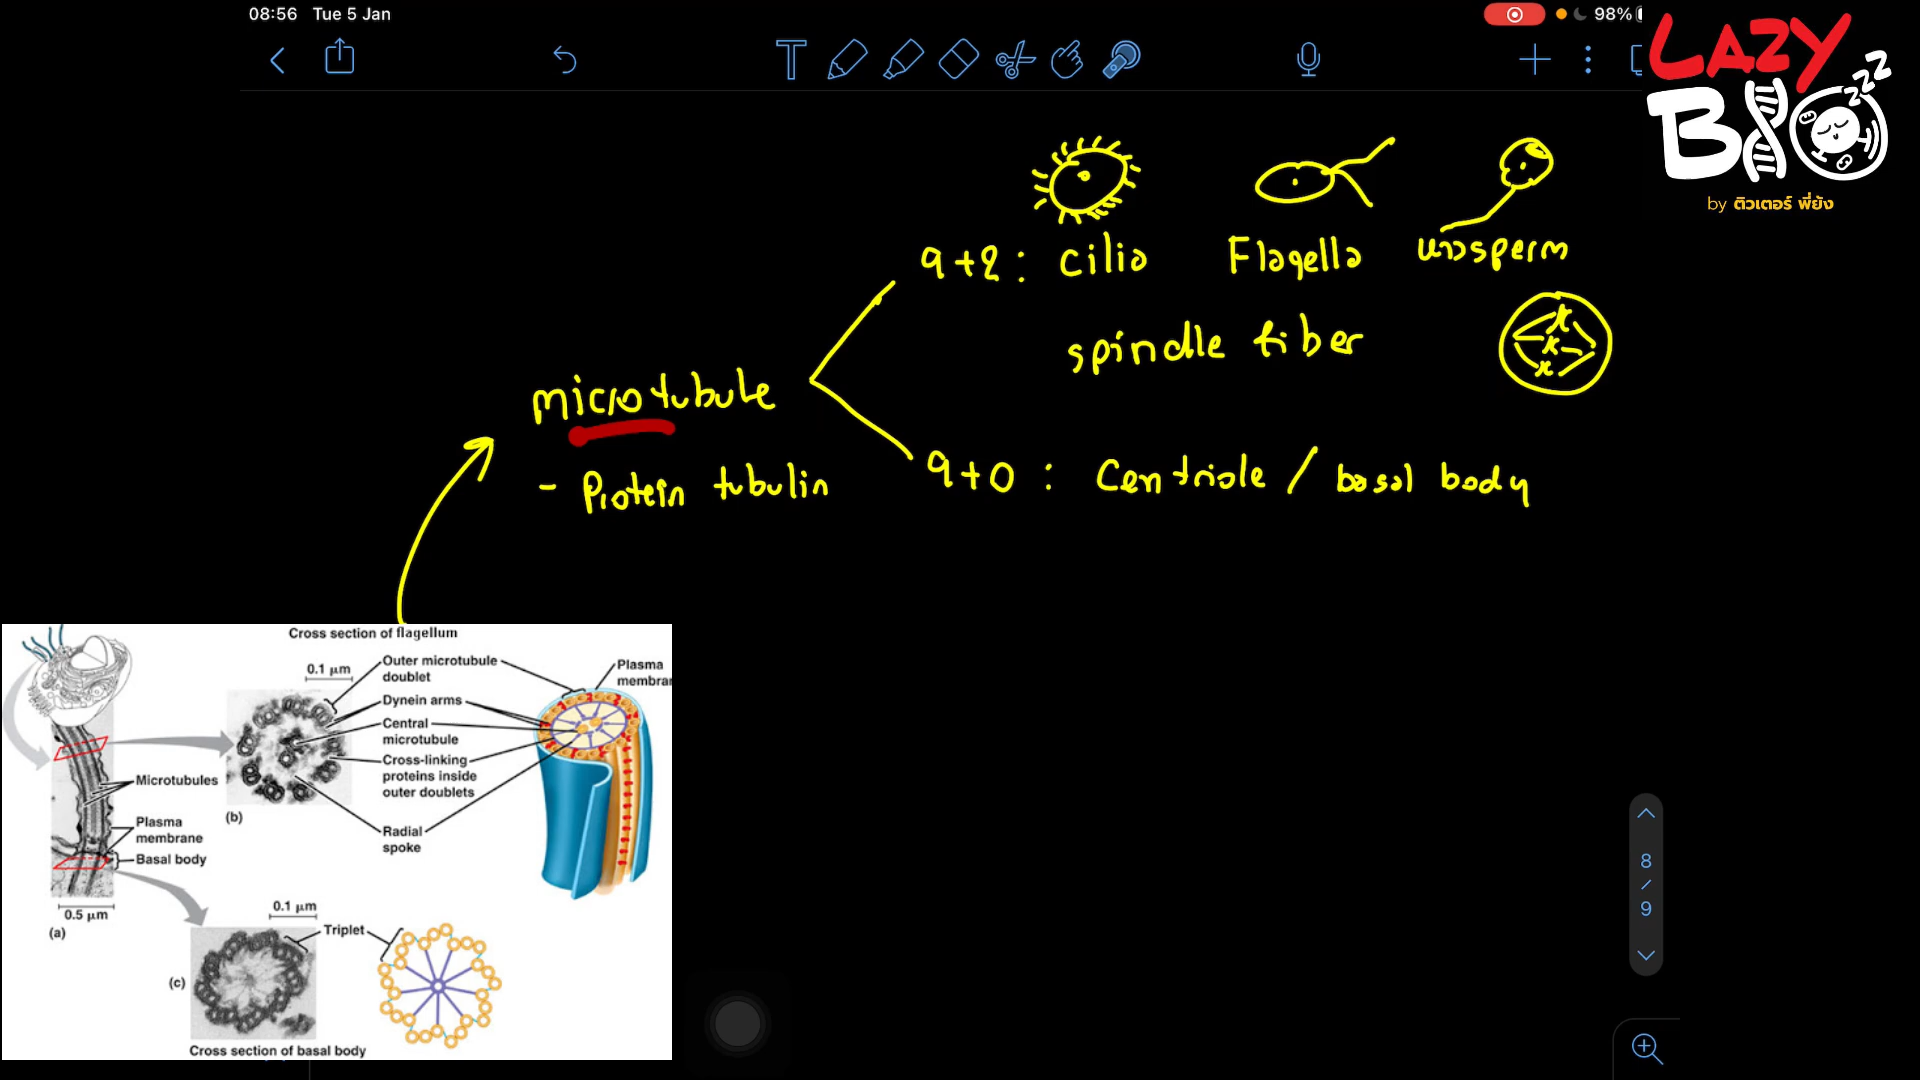 08:56 Tue 5 Jan
98%
LAZY
BIO
zzz
by ติวเตอร์ พี่ยัง
9+2 : cilia Flagella หางsperm
spindle fiber
microtubule
- Protein tubulin
9+0 : Centriole / basal body
Cross section of flagellum
0.1 μm
Outer microtubule
doublet
Plasma
membran
Dynein arms
Central
microtubule
Cross-linking
proteins inside
outer doublets
Microtubules
(b)
Plasma
membrane
Radial
spoke
Basal body
0.5 μm
(a)
0.1 μm
Triplet
(c)
Cross section of basal body
8
/
9